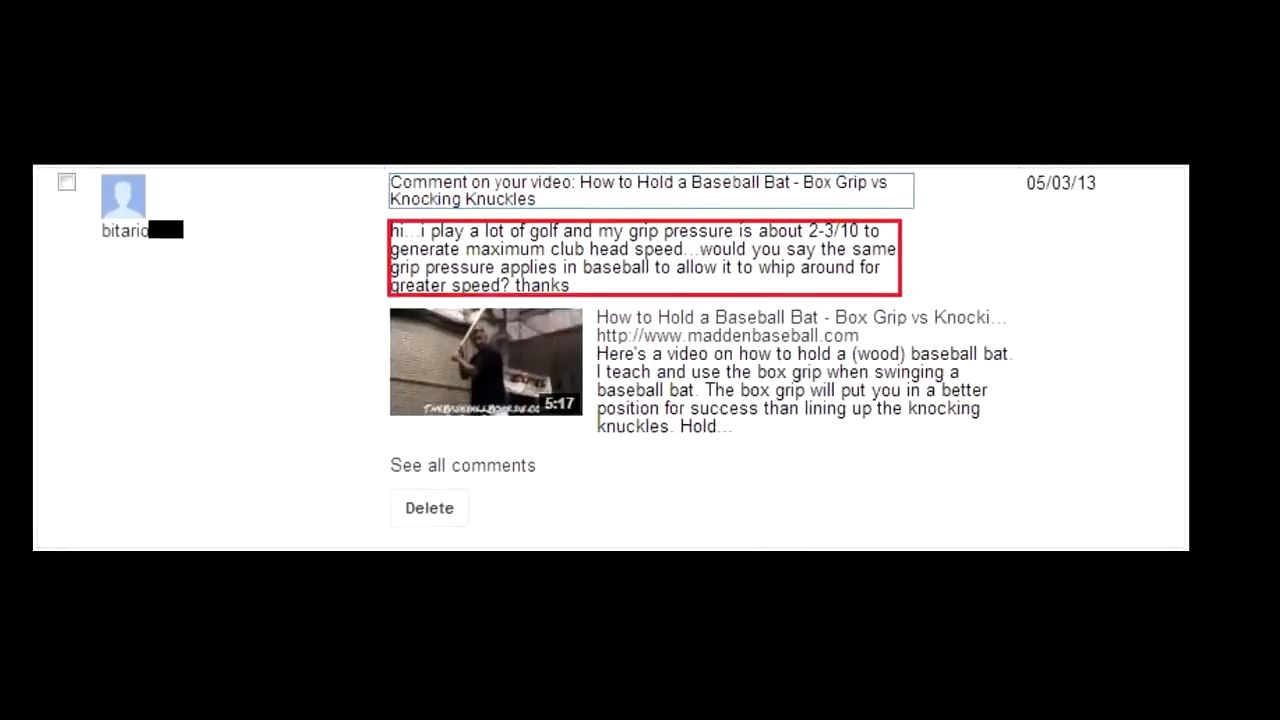 Comment on your video: How to Hold a Baseball Bat - Box Grip vs
Knocking Knuckles
05/03/13
bitario
hi...i play a lot of golf and my grip pressure is about 2-3/10 to
generate maximum club head speed...would you say the same
grip pressure applies in baseball to allow it to whip around for
greater speed? thanks
5:17
How to Hold a Baseball Bat - Box Grip vs Knocki...
http://www.maddenbaseball.com
Here's a video on how to hold a (wood) baseball bat.
I teach and use the box grip when swinging a
baseball bat. The box grip will put you in a better
position for success than lining up the knocking
knuckles. Hold...
See all comments
Delete